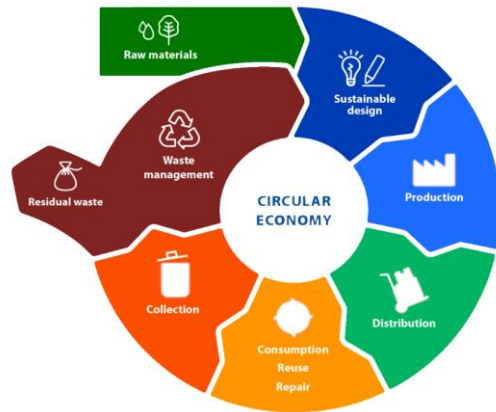 Raw materials
Sustainable
design
Production
Distribution
Consumption
Reuse
Repair
Collection
Waste
management
Residual waste
CIRCULAR
ECONOMY